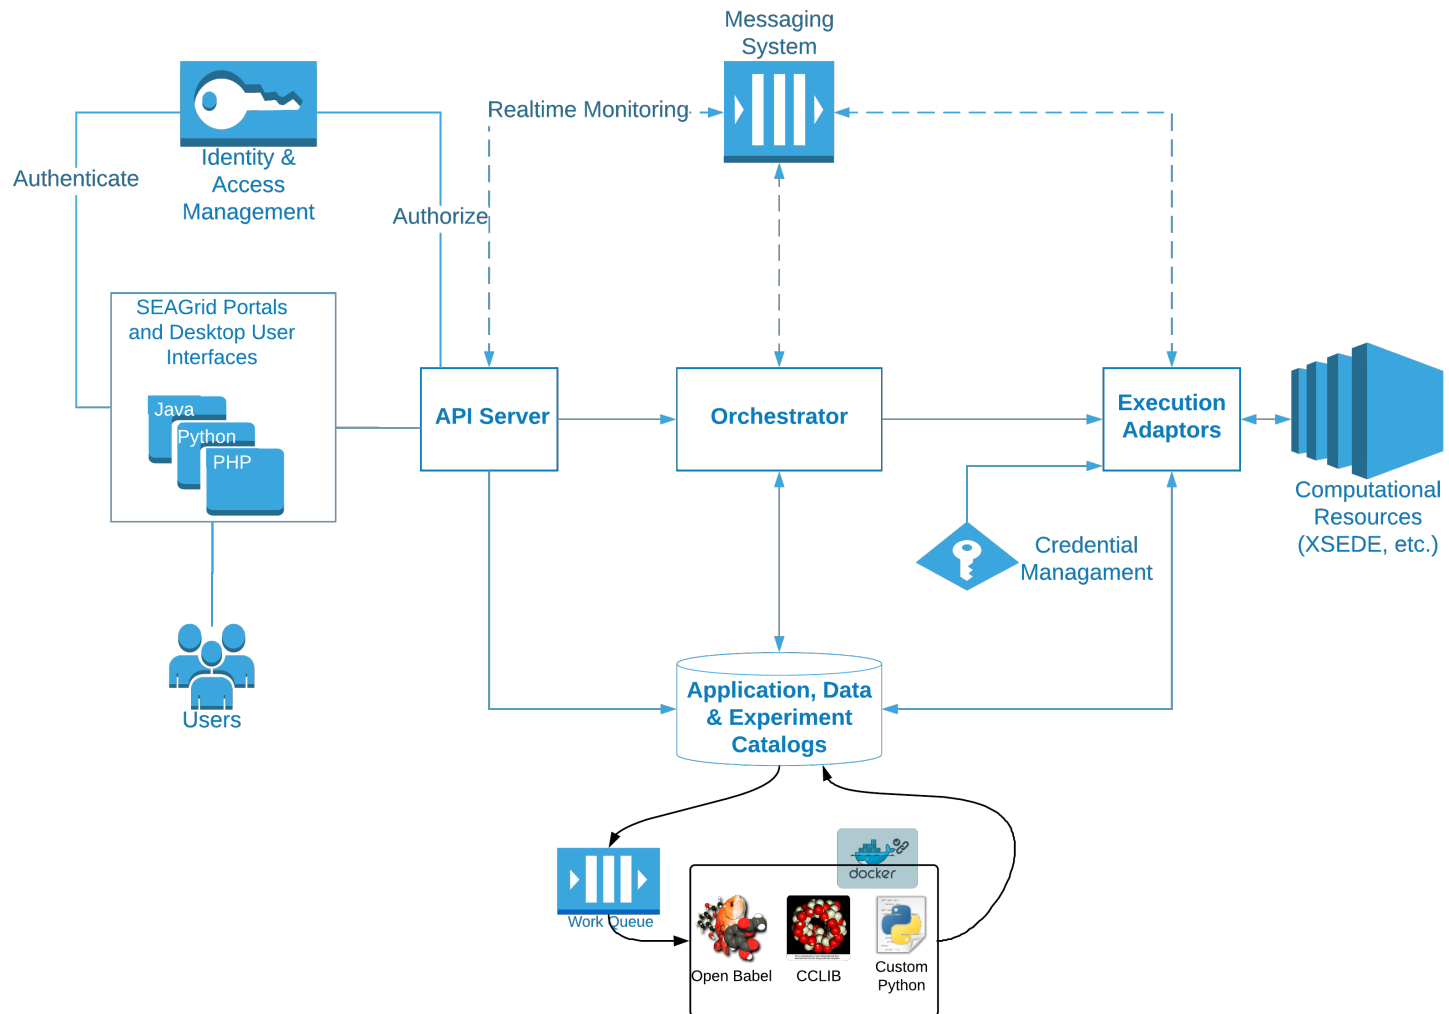 Messaging
System
Realtime Monitoring
Identity &
Access
Management
Authenticate
Authorize
SEAGrid Portals
and Desktop User
Interfaces
Java
Python
PHP
API Server
Orchestrator
Execution
Adaptors
Computational
Resources
(XSEDE, etc.)
Credential
Managament
Users
Application, Data
& Experiment
Catalogs
docker
Work Queue
Open Babel
CCLIB
Custom
Python